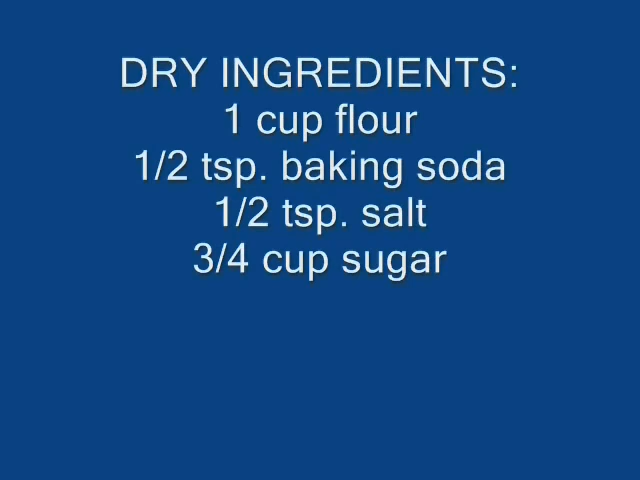 DRY INGREDIENTS:
1 cup flour
1/2 tsp. baking soda
1/2 tsp. salt
3/4 cup sugar